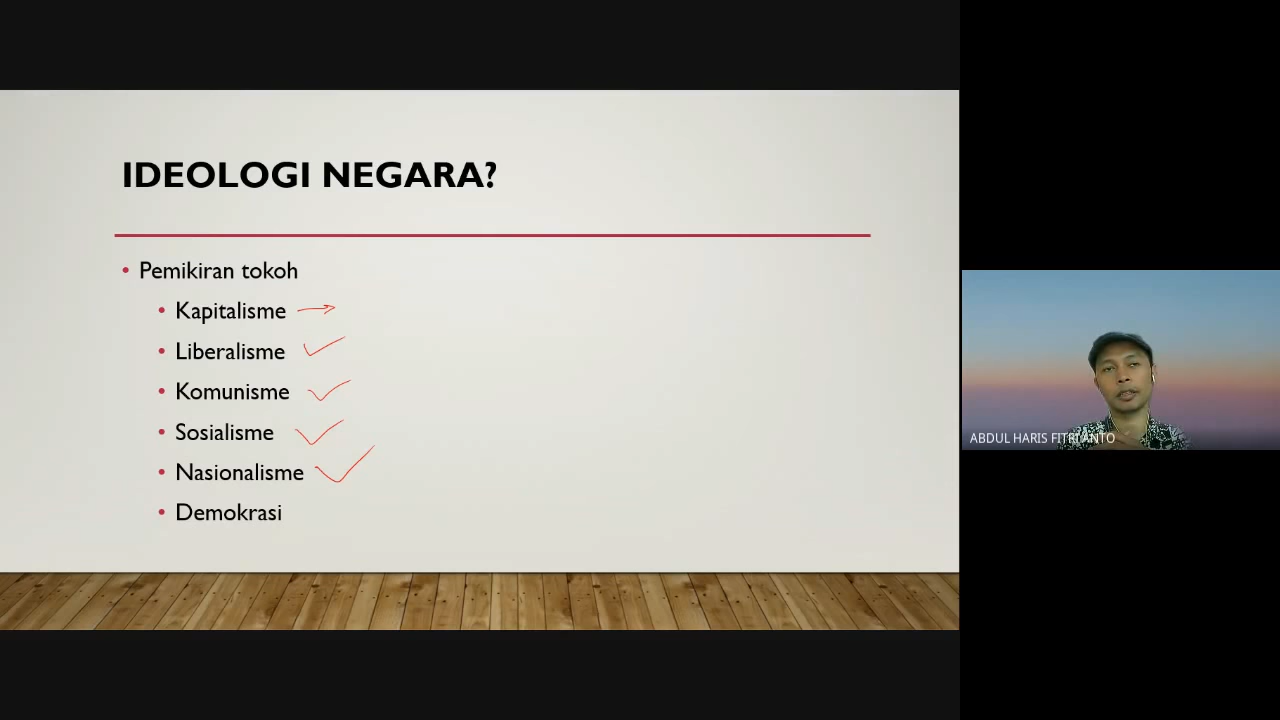 IDEOLOGI NEGARA?
• Pemikiran tokoh
• Kapitalisme
• Liberalisme
• Komunisme
• Sosialisme
• Nasionalisme
• Demokrasi
ABDUL HARIS FITRIANTO